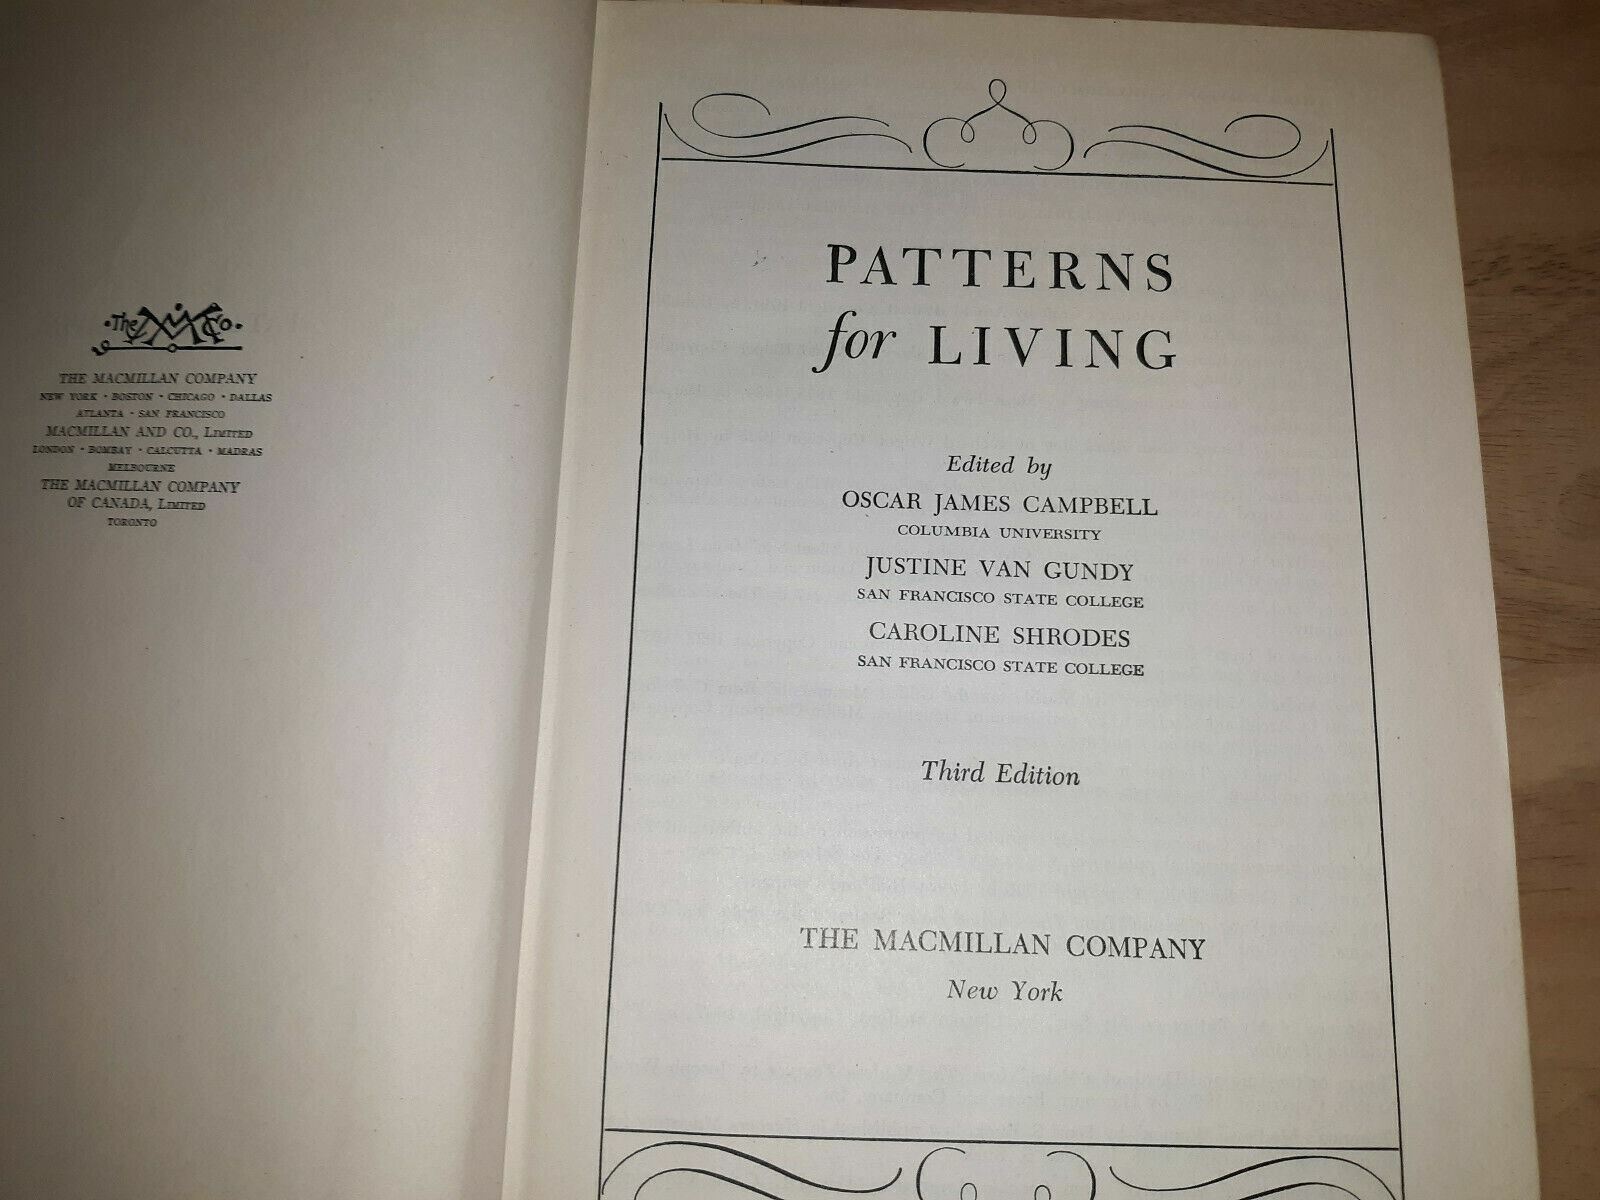 The MM Co
THE MACMILLAN COMPANY
NEW YORK · BOSTON · CHICAGO · DALLAS
ATLANTA · SAN FRANCISCO
MACMILLAN AND CO., LIMITED
LONDON · BOMBAY · CALCUTTA · MADRAS
MELBOURNE
THE MACMILLAN COMPANY
OF CANADA, LIMITED
TORONTO
PATTERNS
for LIVING
Edited by
OSCAR JAMES CAMPBELL
COLUMBIA UNIVERSITY
JUSTINE VAN GUNDY
SAN FRANCISCO STATE COLLEGE
CAROLINE SHRODES
SAN FRANCISCO STATE COLLEGE
Third Edition
THE MACMILLAN COMPANY
New York